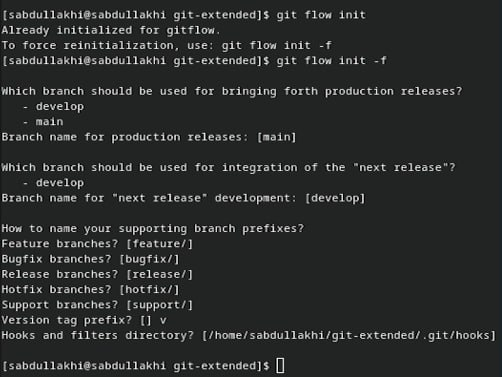 [sabdullakhi@sabdullakhi git-extended]$ git flow init
Already initialized for gitflow.
To force reinitialization, use: git flow init -f
[sabdullakhi@sabdullakhi git-extended]$ git flow init -f
Which branch should be used for bringing forth production releases?
- develop
- main
Branch name for production releases: [main]
Which branch should be used for integration of the "next release"?
- develop
Branch name for "next release" development: [develop]
How to name your supporting branch prefixes?
Feature branches? [feature/]
Bugfix branches? [bugfix/]
Release branches? [release/]
Hotfix branches? [hotfix/]
Support branches? [support/]
Version tag prefix? [] v
Hooks and filters directory? [/home/sabdullakhi/git-extended/.git/hooks]
[sabdullakhi@sabdullakhi git-extended]$